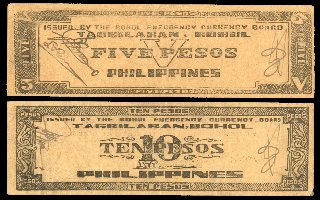 ISSUED BY THE BOHOL EMERGENCY CURRENCY BOARD
TAGBILARAN, BOHOL
5
V
FIVE PESOS
PHILIPPINES
TEN PESOS
ISSUED BY THE BOHOL EMERGENCY CURRENCY BOARD
TAGBILARAN, BOHOL
10
TEN PESOS
PHILIPPINES
TEN PESOS